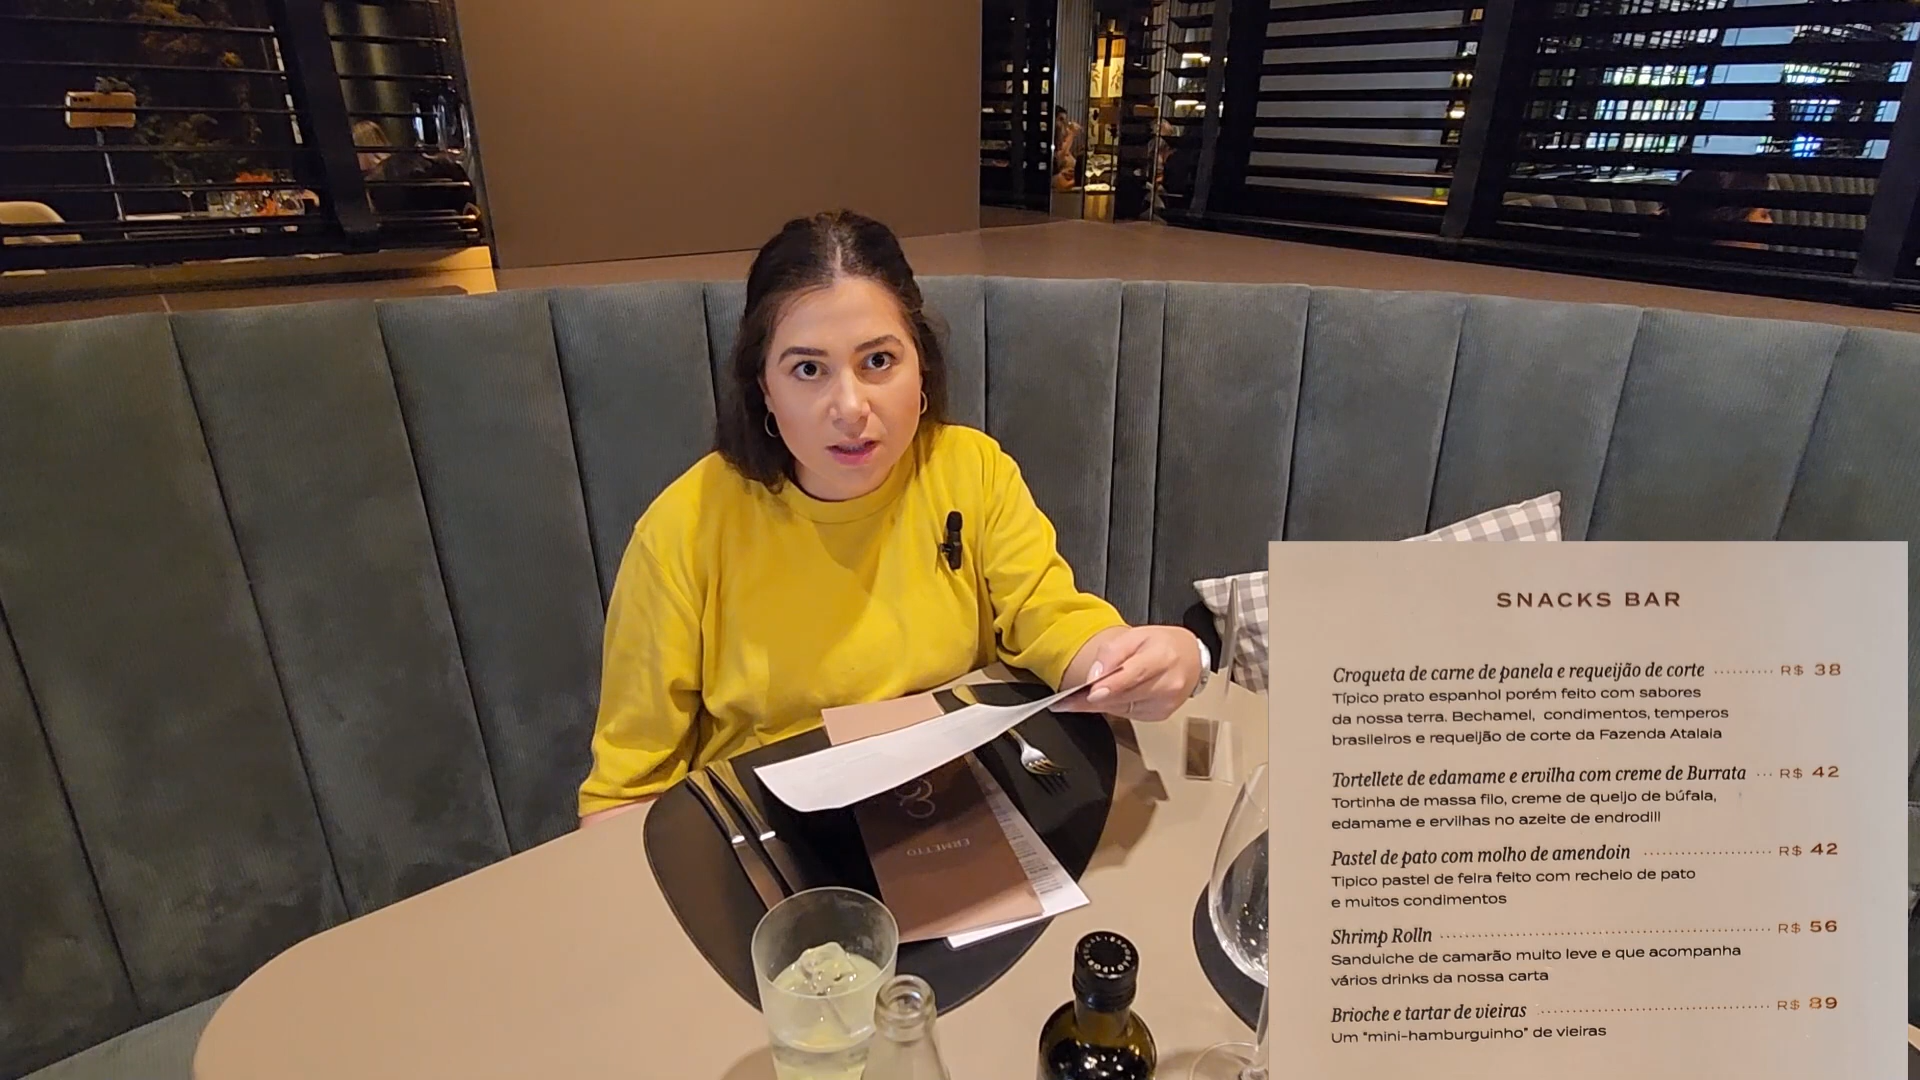 SNACKS BAR
Croqueta de carne de panela e requeijão de corte R$ 38
Típico prato espanhol porém feito com sabores
da nossa terra. Bechamel, condimentos, temperos
brasileiros e requeijão de corte da Fazenda Atalaia
Tortellete de edamame e ervilha com creme de Burrata R$ 42
Tortinha de massa filo, creme de queijo de búfala,
edamame e ervilhas no azeite de endrodill
Pastel de pato com molho de amendoin R$ 42
Tipico pastel de feira feito com recheio de pato
e muitos condimentos
Shrimp Rolln R$ 56
Sanduiche de camarão muito leve e que acompanha
vários drinks da nossa carta
Brioche e tartar de vieiras R$ 89
Um "mini-hamburguinho" de vieiras
ERMETTO